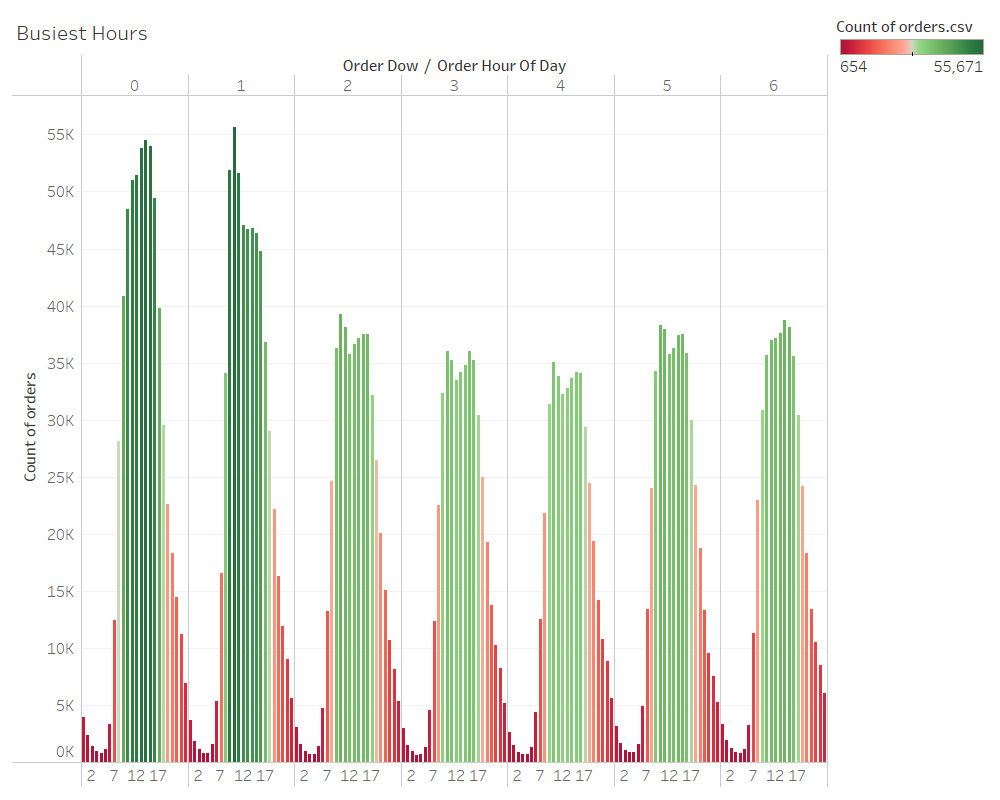 Busiest Hours
Count of orders.csv
654 55,671
Order Dow / Order Hour Of Day
0 1 2 3 4 5 6
55K
50K
45K
40K
35K
30K
25K
20K
15K
10K
5K
0K
Count of orders
2 7 12 17 2 7 12 17 2 7 12 17 2 7 12 17 2 7 12 17 2 7 12 17 2 7 12 17